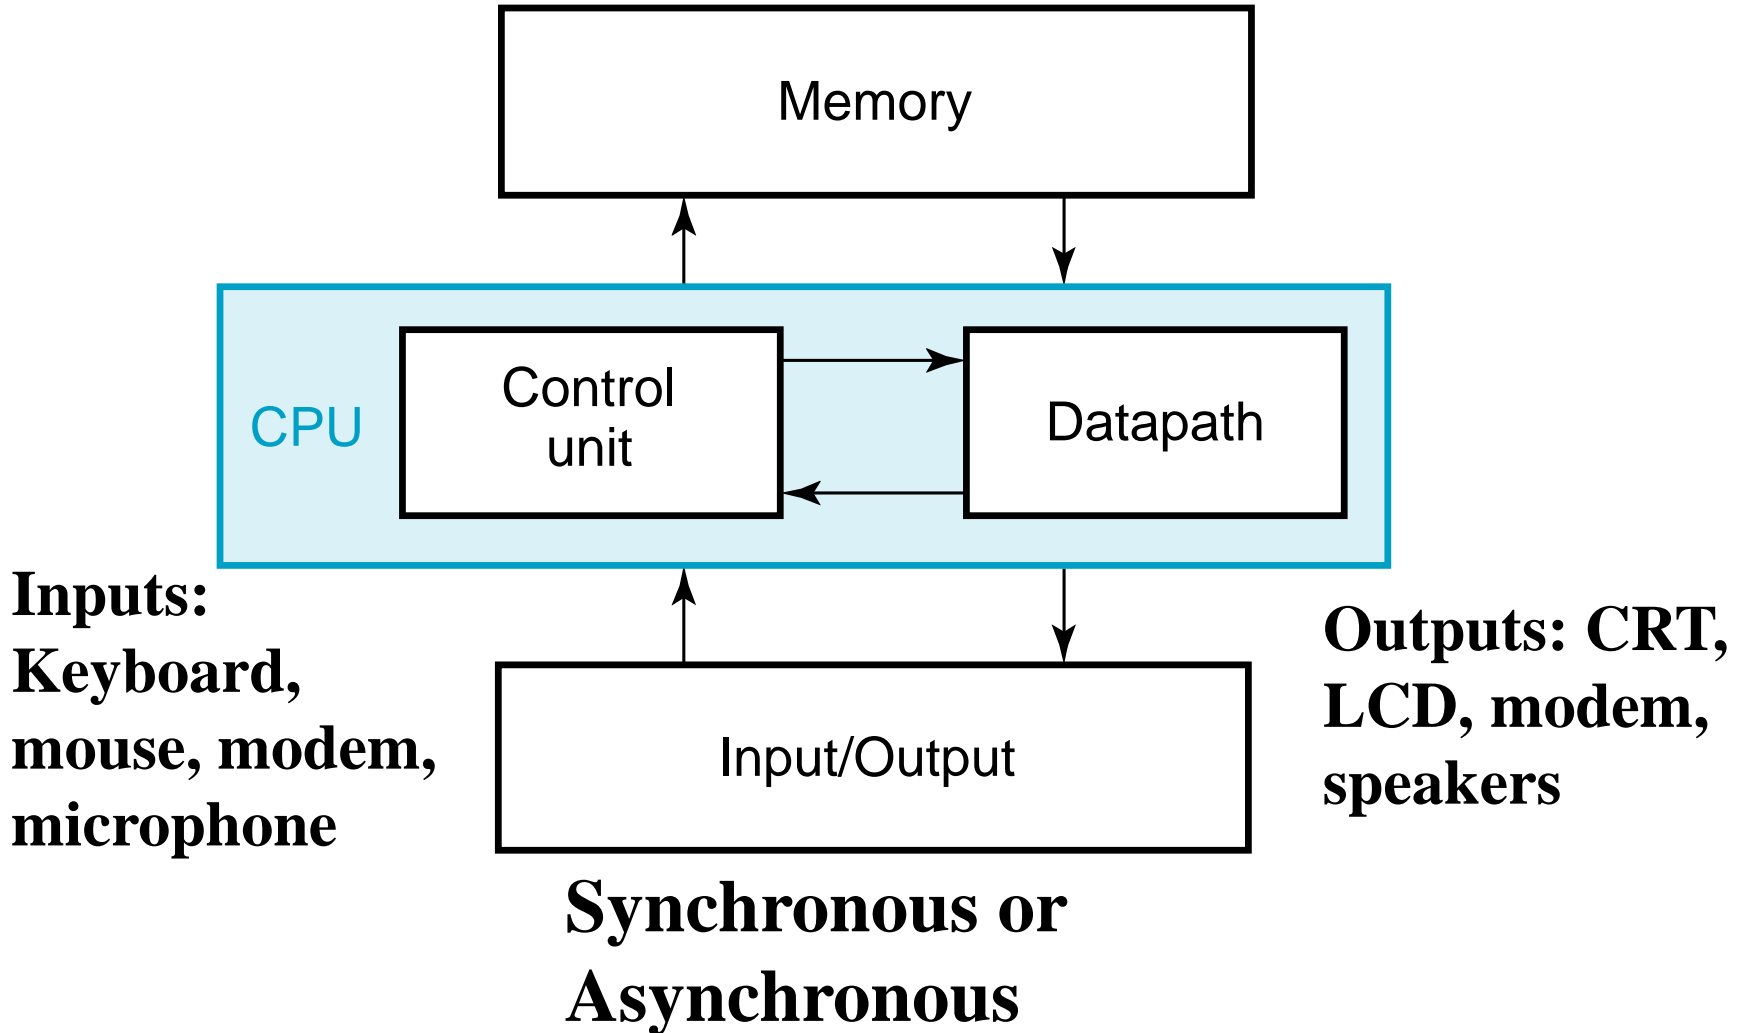 Memory
CPU
Control
unit
Datapath
Inputs:
Keyboard,
mouse, modem,
microphone
Outputs: CRT,
LCD, modem,
speakers
Input/Output
Synchronous or
Asynchronous